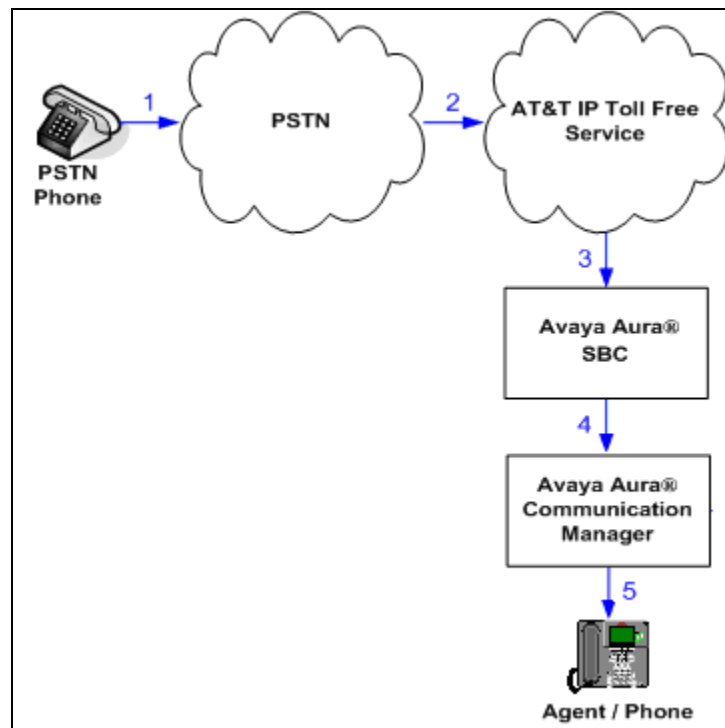 1
2
PSTN
AT&T IP Toll Free
Service
PSTN
Phone
3
Avaya Aura®
SBC
4
Avaya Aura®
Communication
Manager
5
Agent / Phone